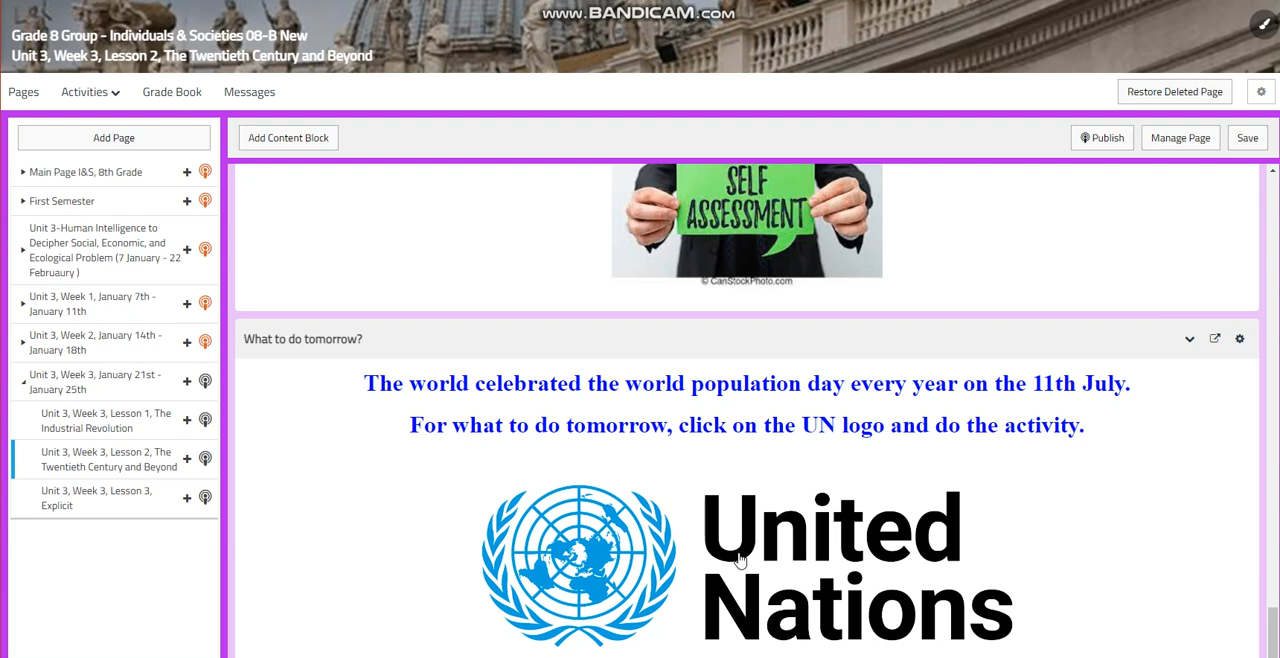 www.BANDICAM.com
Grade 8 Group - Individuals & Societies 08-B New
Unit 3, Week 3, Lesson 2, The Twentieth Century and Beyond
Pages
Activities
Grade Book
Messages
Restore Deleted Page
Add Page
Add Content Block
Publish
Manage Page
Save
Main Page I&S, 8th Grade
First Semester
Unit 3-Human Intelligence to
Decipher Social, Economic, and
Ecological Problem (7 January - 22
Februaury )
Unit 3, Week 1, January 7th -
January 11th
Unit 3, Week 2, January 14th -
January 18th
Unit 3, Week 3, January 21st -
January 25th
Unit 3, Week 3, Lesson 1, The
Industrial Revolution
Unit 3, Week 3, Lesson 2, The
Twentieth Century and Beyond
Unit 3, Week 3, Lesson 3,
Explicit
SELF
ASSESSMENT
© CanStockPhoto.com
What to do tomorrow?
The world celebrated the world population day every year on the 11th July.
For what to do tomorrow, click on the UN logo and do the activity.
United
Nations